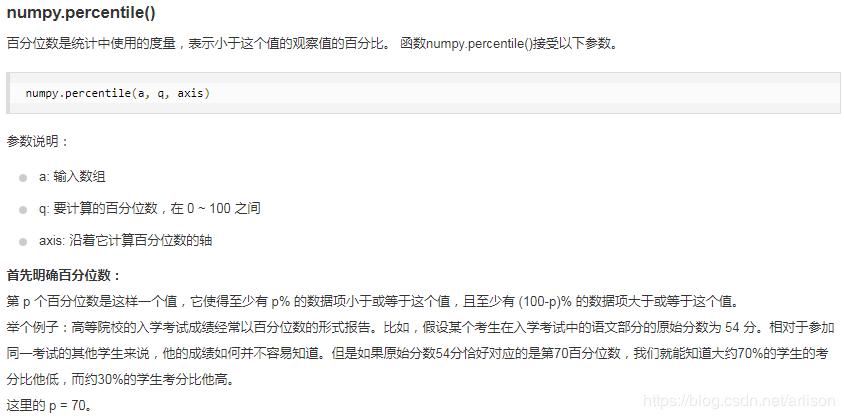 numpy.percentile()
百分位数是统计中使用的度量，表示小于这个值的观察值的百分比。 函数numpy.percentile()接受以下参数。
numpy.percentile(a, q, axis)
参数说明：
a: 输入数组
q: 要计算的百分位数，在 0 ~ 100 之间
axis: 沿着它计算百分位数的轴
首先明确百分位数：
第 p 个百分位数是这样一个值，它使得至少有 p% 的数据项小于或等于这个值，且至少有 (100-p)% 的数据项大于或等于这个值。
举个例子：高等院校的入学考试成绩经常以百分位数的形式报告。比如，假设某个考生在入学考试中的语文部分的原始分数为 54 分。相对于参加
同一考试的其他学生来说，他的成绩如何并不容易知道。但是如果原始分数54分恰好对应的是第70百分位数，我们就能知道大约70%的学生的考
分比他低，而约30%的学生考分比他高。
这里的 p = 70。
https://blog.csdn.net/arlison